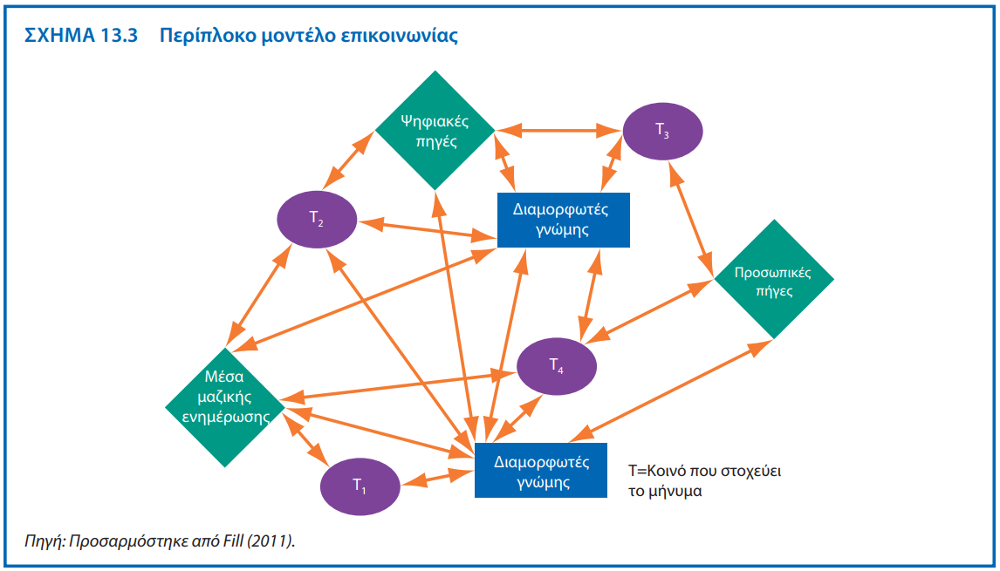 ΣΧΗΜΑ 13.3 Περίπλοκο μοντέλο επικοινωνίας
Ψηφιακές
πηγές
T3
T2
Διαμορφωτές
γνώμης
Προσωπικές
πήγες
T4
Μέσα
μαζικής
ενημέρωσης
T1
Διαμορφωτές
γνώμης
T=Κοινό που στοχεύει
το μήνυμα
Πηγή: Προσαρμόστηκε από Fill (2011).